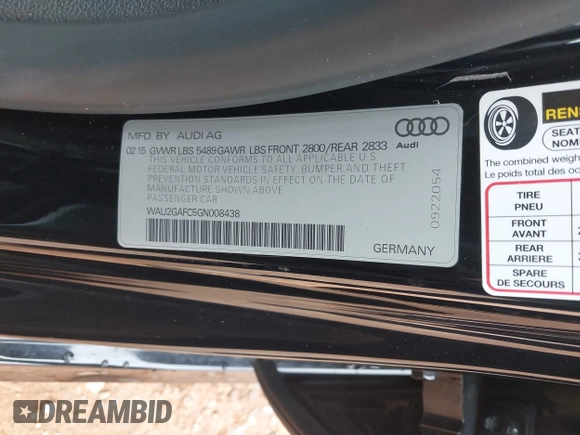 MFD. BY AUDI AG
02·15 GVWR LBS 5489 GAWR LBS FRONT 2800/REAR 2833
THIS VEHICLE CONFORMS TO ALL APPLICABLE U S
FEDERAL MOTOR VEHICLE SAFETY, BUMPER AND THEFT
PREVENTION STANDARDS IN EFFECT ON THE DATE OF
MANUFACTURE SHOWN ABOVE
PASSENGER CAR
WAU2GAFC5GN008438
GERMANY
Audi
0922054
SEAT
The combined weigh
Le poids total des oc
TIRE
PNEU
FRONT
AVANT
REAR
ARRIERE
SPARE
DE SECOURS
DREAMBID